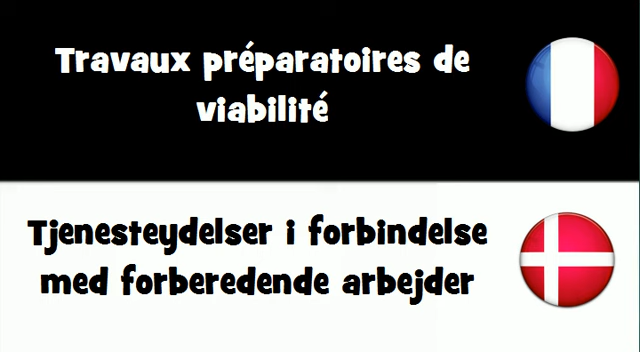 Travaux préparatoires de
viabilité
Tjenesteydelser i forbindelse
med forberedende arbejder